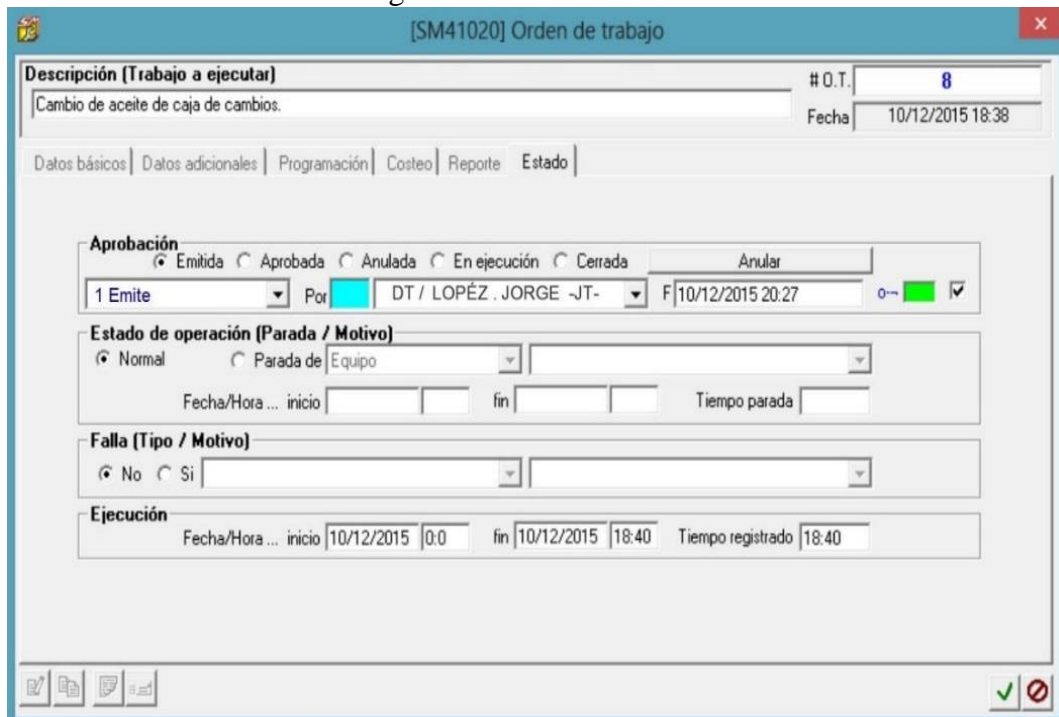 [SM41020] Orden de trabajo
Descripción (Trabajo a ejecutar)
# O.T. 8
Cambio de aceite de caja de cambios.
Fecha 10/12/2015 18:38
Datos básicos Datos adicionales Programación Costeo Reporte Estado
Aprobación
Emitida Aprobada Anulada En ejecución Cerrada Anular
1 Emite Por DT / LOPÉZ . JORGE -JT- F 10/12/2015 20:27
Estado de operación (Parada / Motivo)
Normal Parada de Equipo
Fecha/Hora ... inicio fin Tiempo parada
Falla (Tipo / Motivo)
No Si
Ejecución
Fecha/Hora ... inicio 10/12/2015 0:0 fin 10/12/2015 18:40 Tiempo registrado 18:40